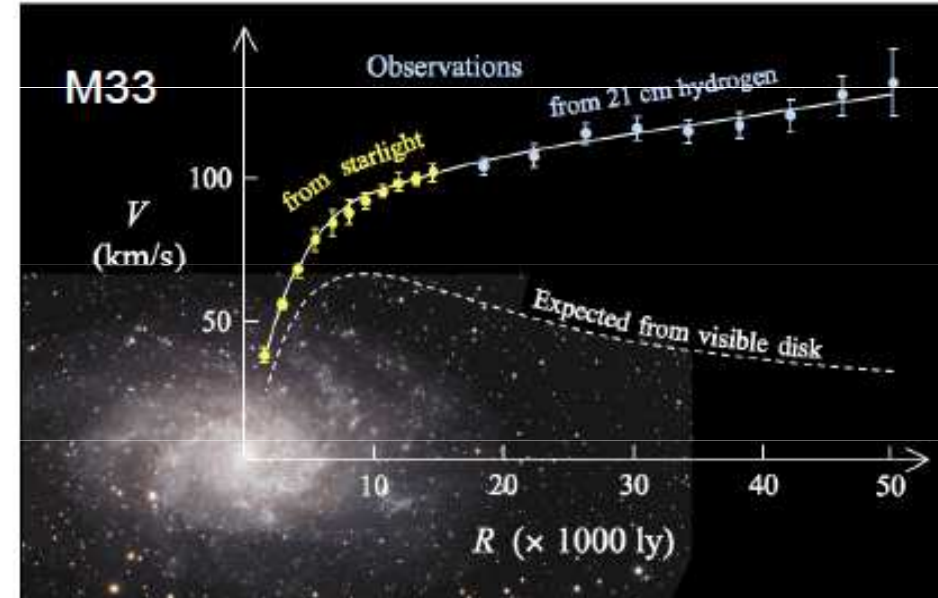 M33
Observations
from 21 cm hydrogen
from starlight
100
V
(km/s)
50
Expected from visible disk
10 20 30 40 50
R (× 1000 ly)